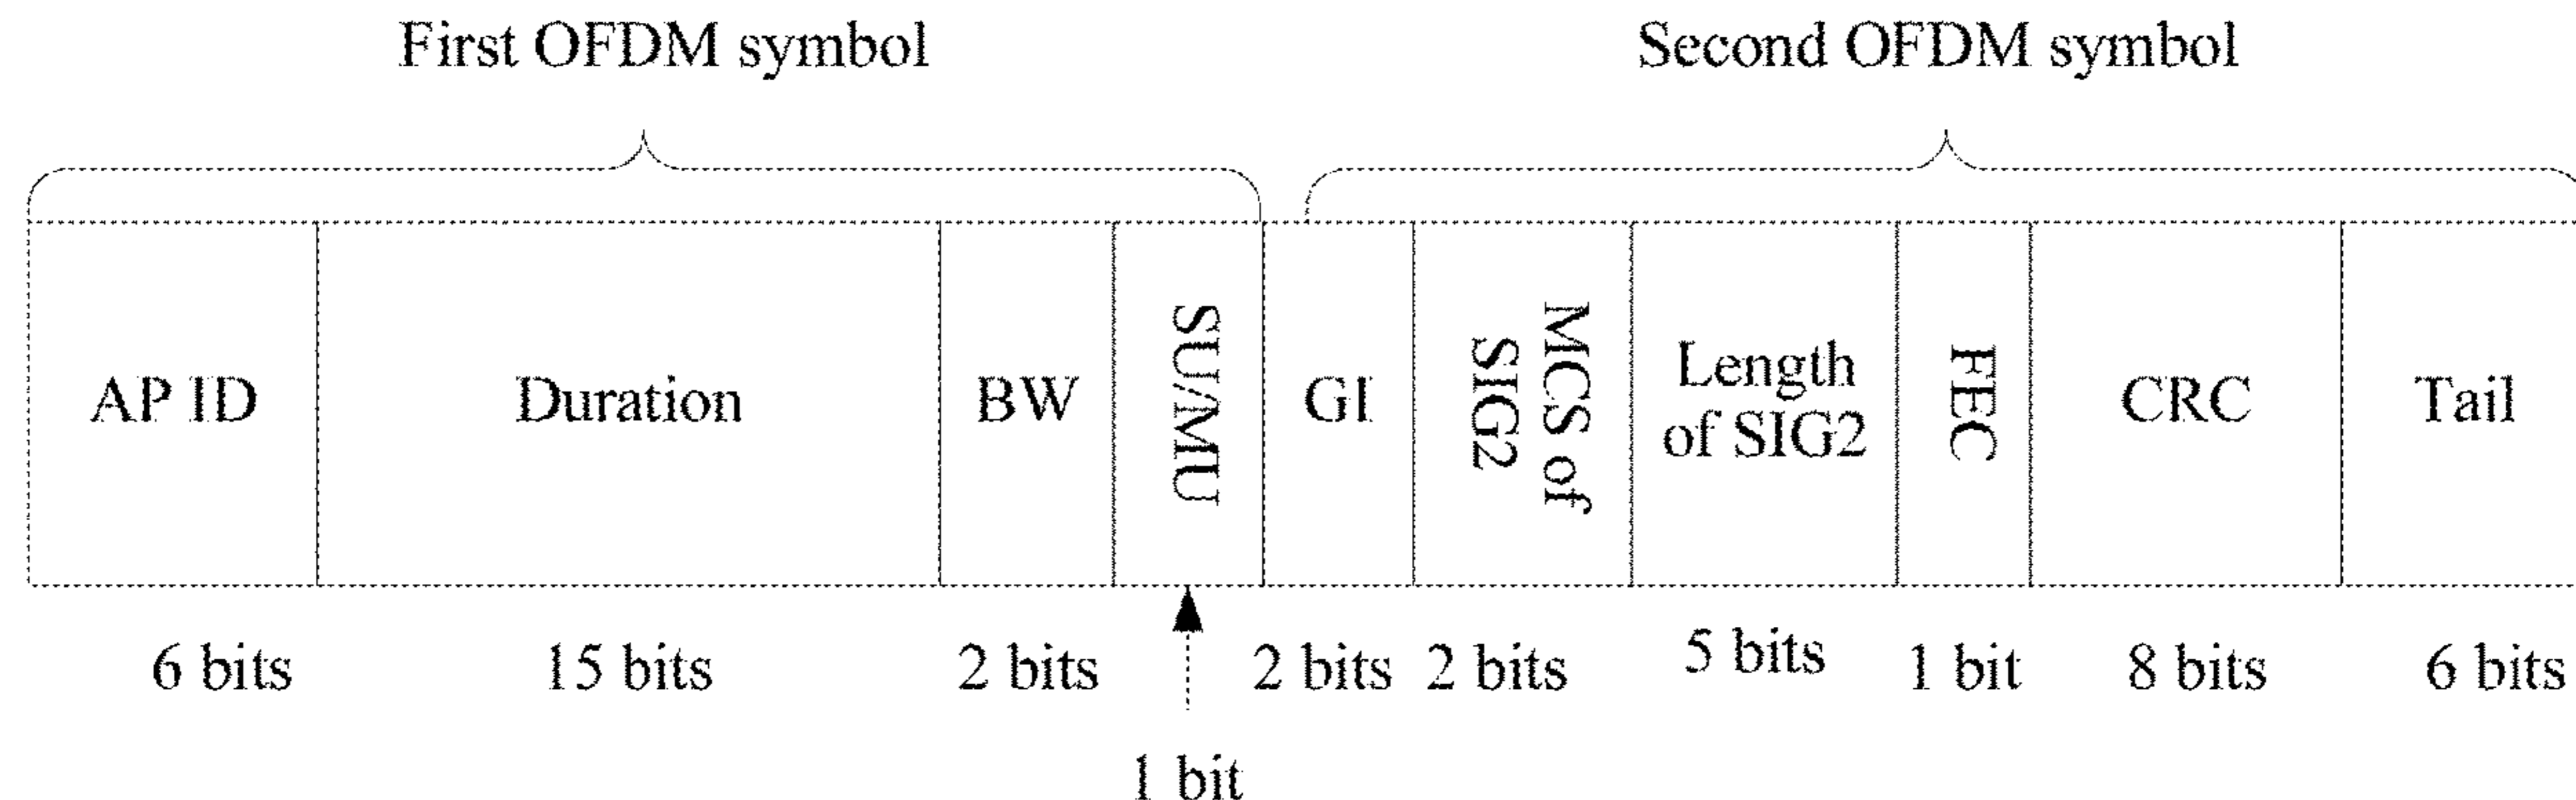 First OFDM symbol
Second OFDM symbol
AP ID
Duration
BW
SU/MU
GI
MCS of
SIG2
Length
of SIG2
FEC
CRC
Tail
6 bits
15 bits
2 bits
1 bit
2 bits
2 bits
5 bits
1 bit
8 bits
6 bits